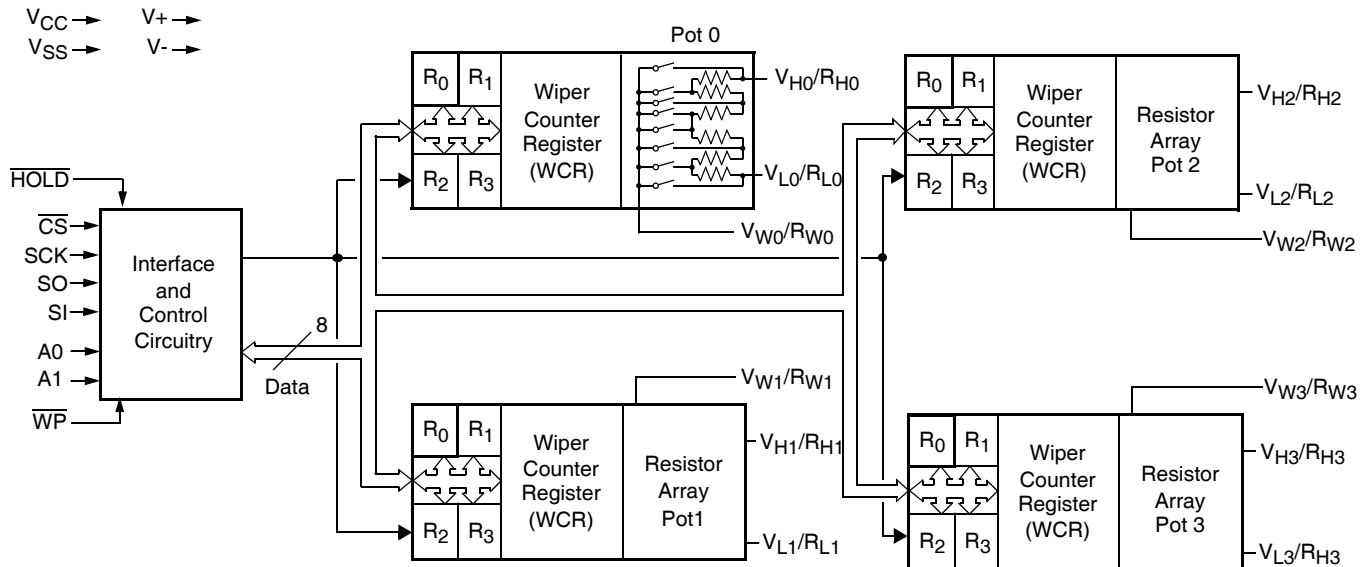 VCC V+
VSS V-
Pot 0
R0 R1
R2 R3
Wiper
Counter
Register
(WCR)
VH0/RH0
VL0/RL0
VW0/RW0
R0 R1
R2 R3
Wiper
Counter
Register
(WCR)
Resistor
Array
Pot 2
VH2/RH2
VL2/RL2
VW2/RW2
HOLD
CS
SCK
SO
SI
A0
A1
WP
Interface
and
Control
Circuitry
8
Data
VW1/RW1
R0 R1
R2 R3
Wiper
Counter
Register
(WCR)
Resistor
Array
Pot1
VH1/RH1
VL1/RL1
VW3/RW3
R0 R1
R2 R3
Wiper
Counter
Register
(WCR)
Resistor
Array
Pot 3
VH3/RH3
VL3/RH3